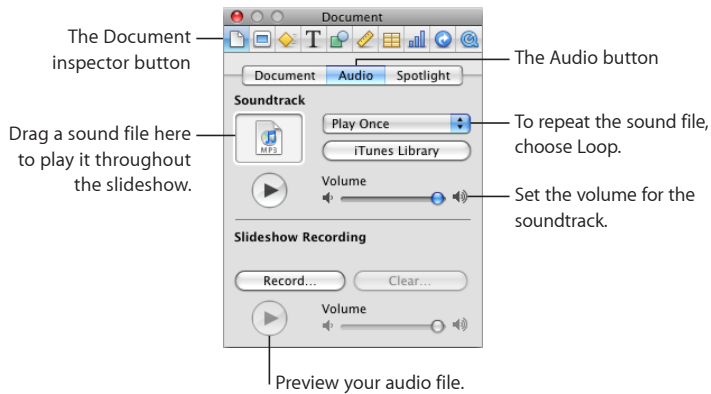 Document
The Document
inspector button
T
The Audio button
Document
Audio
Spotlight
Soundtrack
Drag a sound file here
to play it throughout
the slideshow.
MP3
Play Once
To repeat the sound file,
choose Loop.
iTunes Library
Volume
Set the volume for the
soundtrack.
Slideshow Recording
Record...
Clear...
Volume
Preview your audio file.